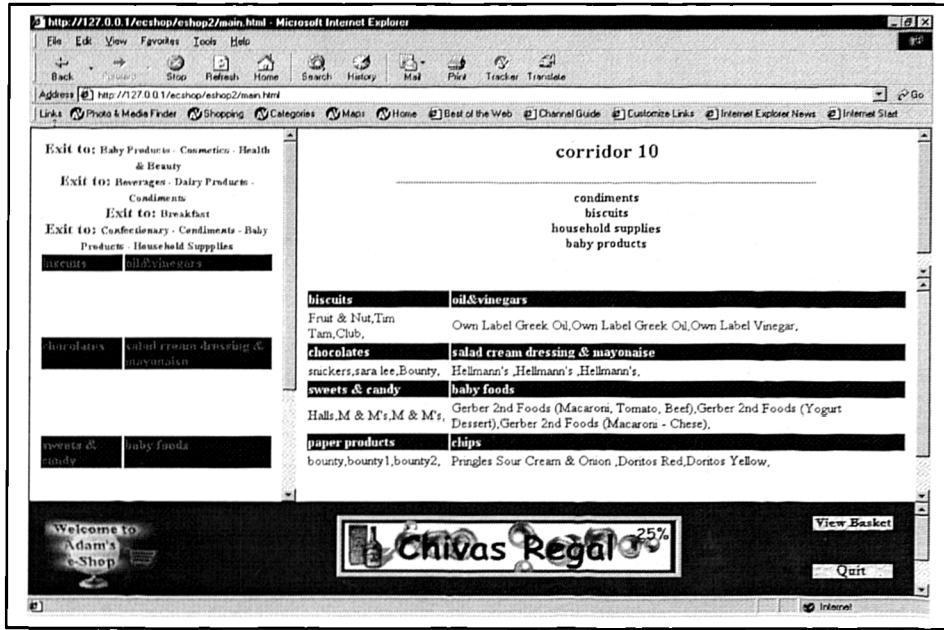 http://127.0.0.1/ecshop/eshop2/main.html - Microsoft Internet Explorer
File Edit View Favorites Tools Help
Back Forward Stop Refresh Home Search History Mail Print Tracker Translate
Address http://127.0.0.1/ecshop/eshop2/main.html Go
Links Photo & Media Finder Shopping Categories Maps Home Best of the Web Channel Guide Customize Links Internet Explorer News Internet Start
Exit to: Baby Products - Cosmetics - Health
& Beauty
Exit to: Beverages - Dairy Products -
Condiments
Exit to: Breakfast
Exit to: Confectionary - Condiments - Baby
Products - Household Suppplies
biscuits oil&vinegars
chocolates salad cream dressing &
mayonaise
sweets &
candy baby foods
corridor 10
condiments
biscuits
household supplies
baby products
biscuits oil&vinegars
Fruit & Nut,Tim
Tam,Club, Own Label Greek Oil,Own Label Greek Oil,Own Label Vinegar,
chocolates salad cream dressing & mayonaise
snickers,sara lee,Bounty, Hellmann's ,Hellmann's ,Hellmann's,
sweets & candy baby foods
Halls,M & M's,M & M's, Gerber 2nd Foods (Macaroni, Tomato, Beef),Gerber 2nd Foods (Yogurt
Dessert),Gerber 2nd Foods (Macaroni - Chese),
paper products chips
bounty,bounty1,bounty2, Pringles Sour Cream & Onion ,Doritos Red,Doritos Yellow,
Welcome to
Adam's
e-Shop
Chivas Regal 25%
View Basket
Quit
Internet